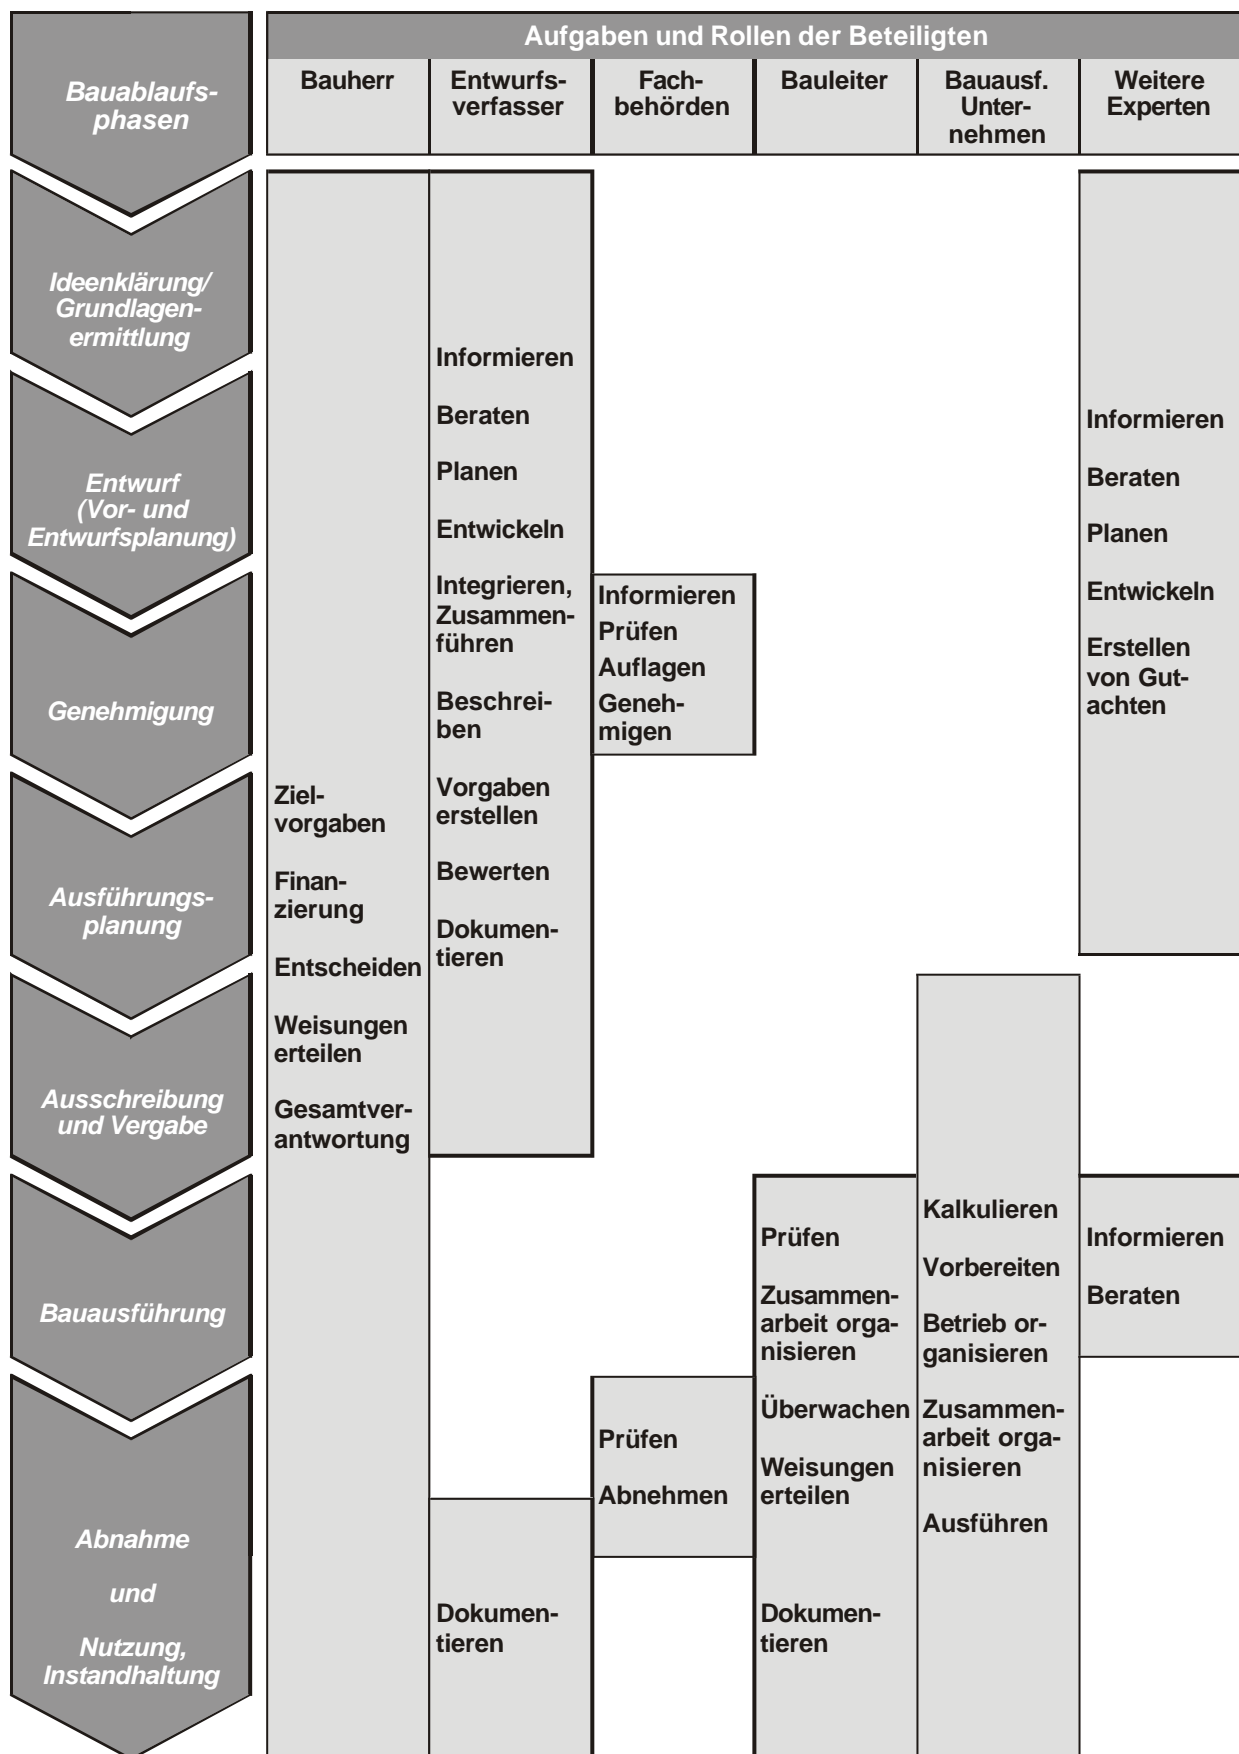 Aufgaben und Rollen der Beteiligten
Bauablaufs-
phasen
Bauherr
Entwurfs-
verfasser
Fach-
behörden
Bauleiter
Bauausf.
Unter-
nehmen
Weitere
Experten
Ideenklärung/
Grundlagen-
ermittlung
Entwurf
(Vor- und
Entwurfsplanung)
Genehmigung
Ausführungs-
planung
Ausschreibung
und Vergabe
Bauausführung
Abnahme
und
Nutzung,
Instandhaltung
Ziel-
vorgaben
Finan-
zierung
Entscheiden
Weisungen
erteilen
Gesamtver-
antwortung
Informieren
Beraten
Planen
Entwickeln
Integrieren,
Zusammen-
führen
Beschrei-
ben
Vorgaben
erstellen
Bewerten
Dokumen-
tieren
Dokumen-
tieren
Informieren
Prüfen
Auflagen
Geneh-
migen
Prüfen
Abnehmen
Prüfen
Zusammen-
arbeit orga-
nisieren
Überwachen
Weisungen
erteilen
Dokumen-
tieren
Kalkulieren
Vorbereiten
Betrieb or-
ganisieren
Zusammen-
arbeit orga-
nisieren
Ausführen
Informieren
Beraten
Planen
Entwickeln
Erstellen
von Gut-
achten
Informieren
Beraten